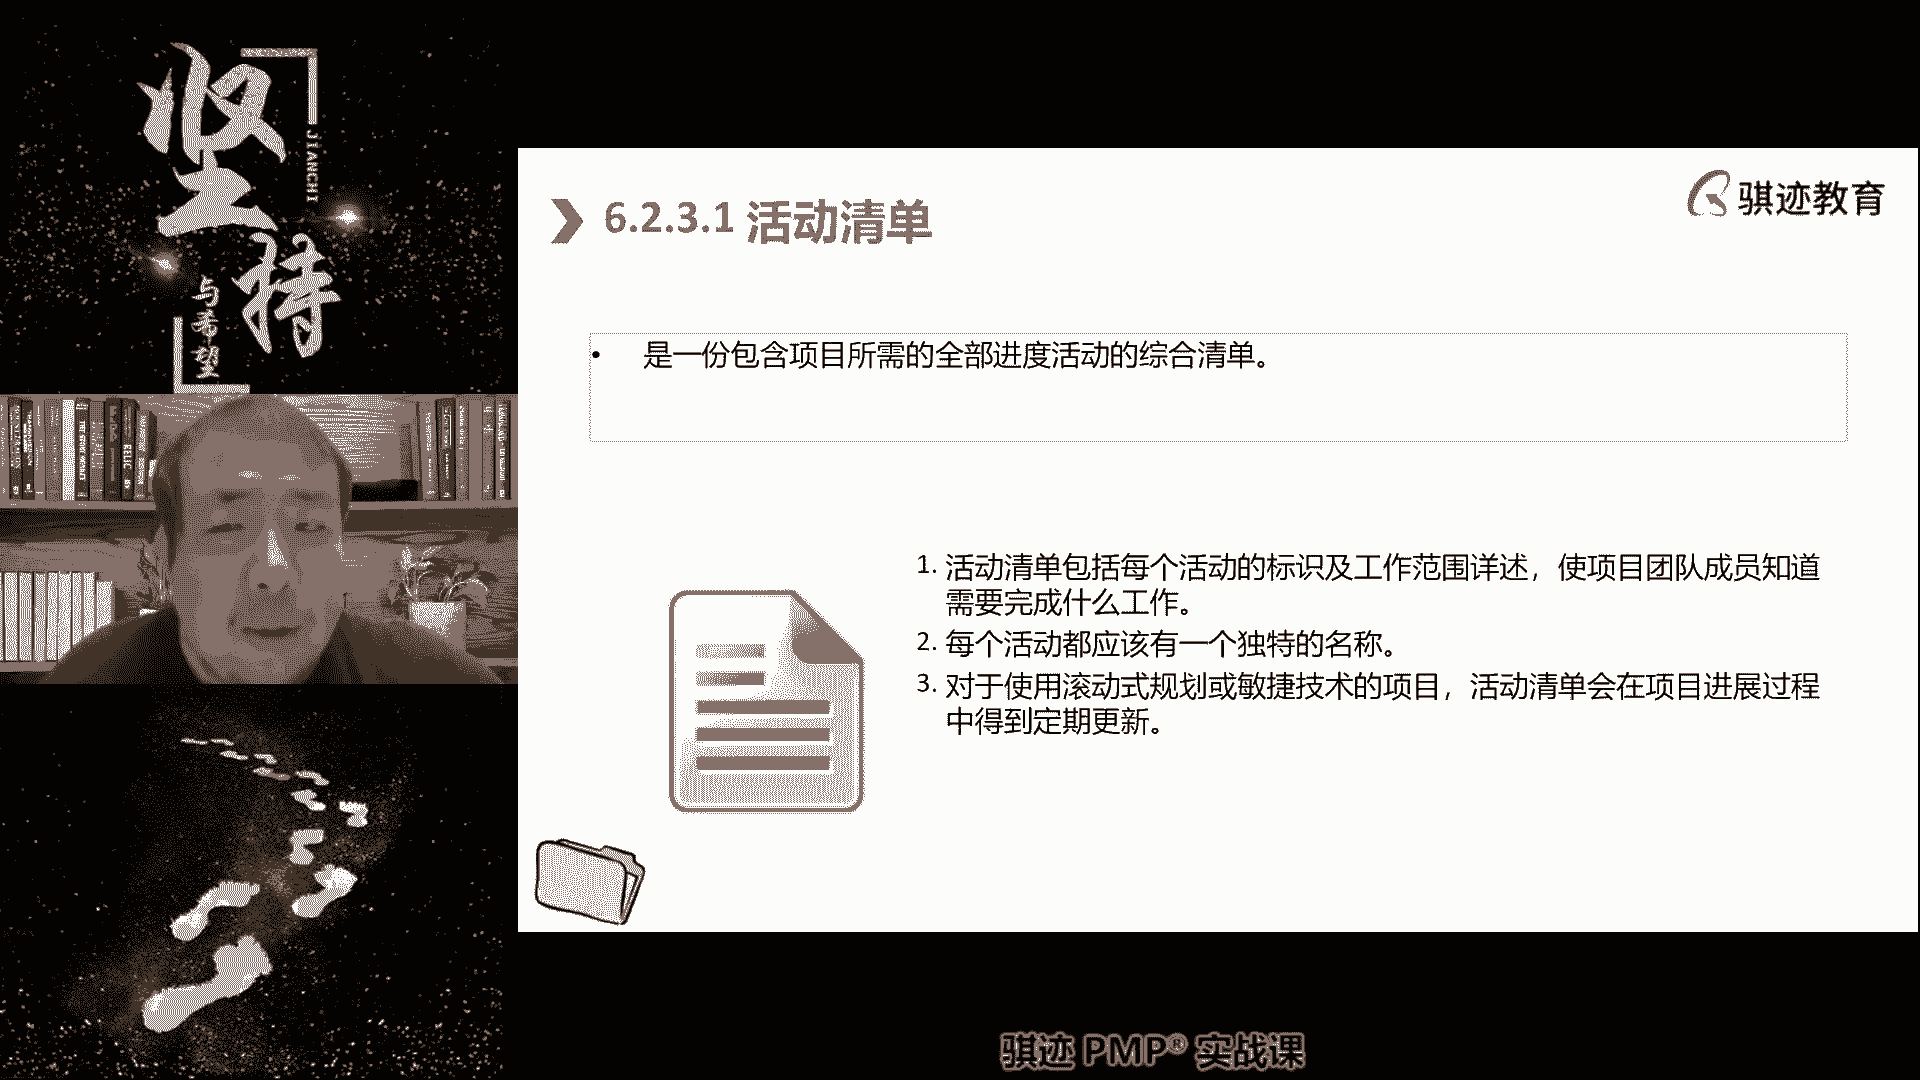 坚持
JIANCHI
与希望
骐迹教育
6.2.3.1 活动清单
• 是一份包含项目所需的全部进度活动的综合清单。
1. 活动清单包括每个活动的标识及工作范围详述，使项目团队成员知道
需要完成什么工作。
2. 每个活动都应该有一个独特的名称。
3. 对于使用滚动式规划或敏捷技术的项目，活动清单会在项目进展过程
中得到定期更新。
骐迹 PMP® 实战课